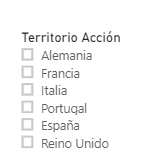 Territorio Acción
Alemania
Francia
Italia
Portugal
España
Reino Unido